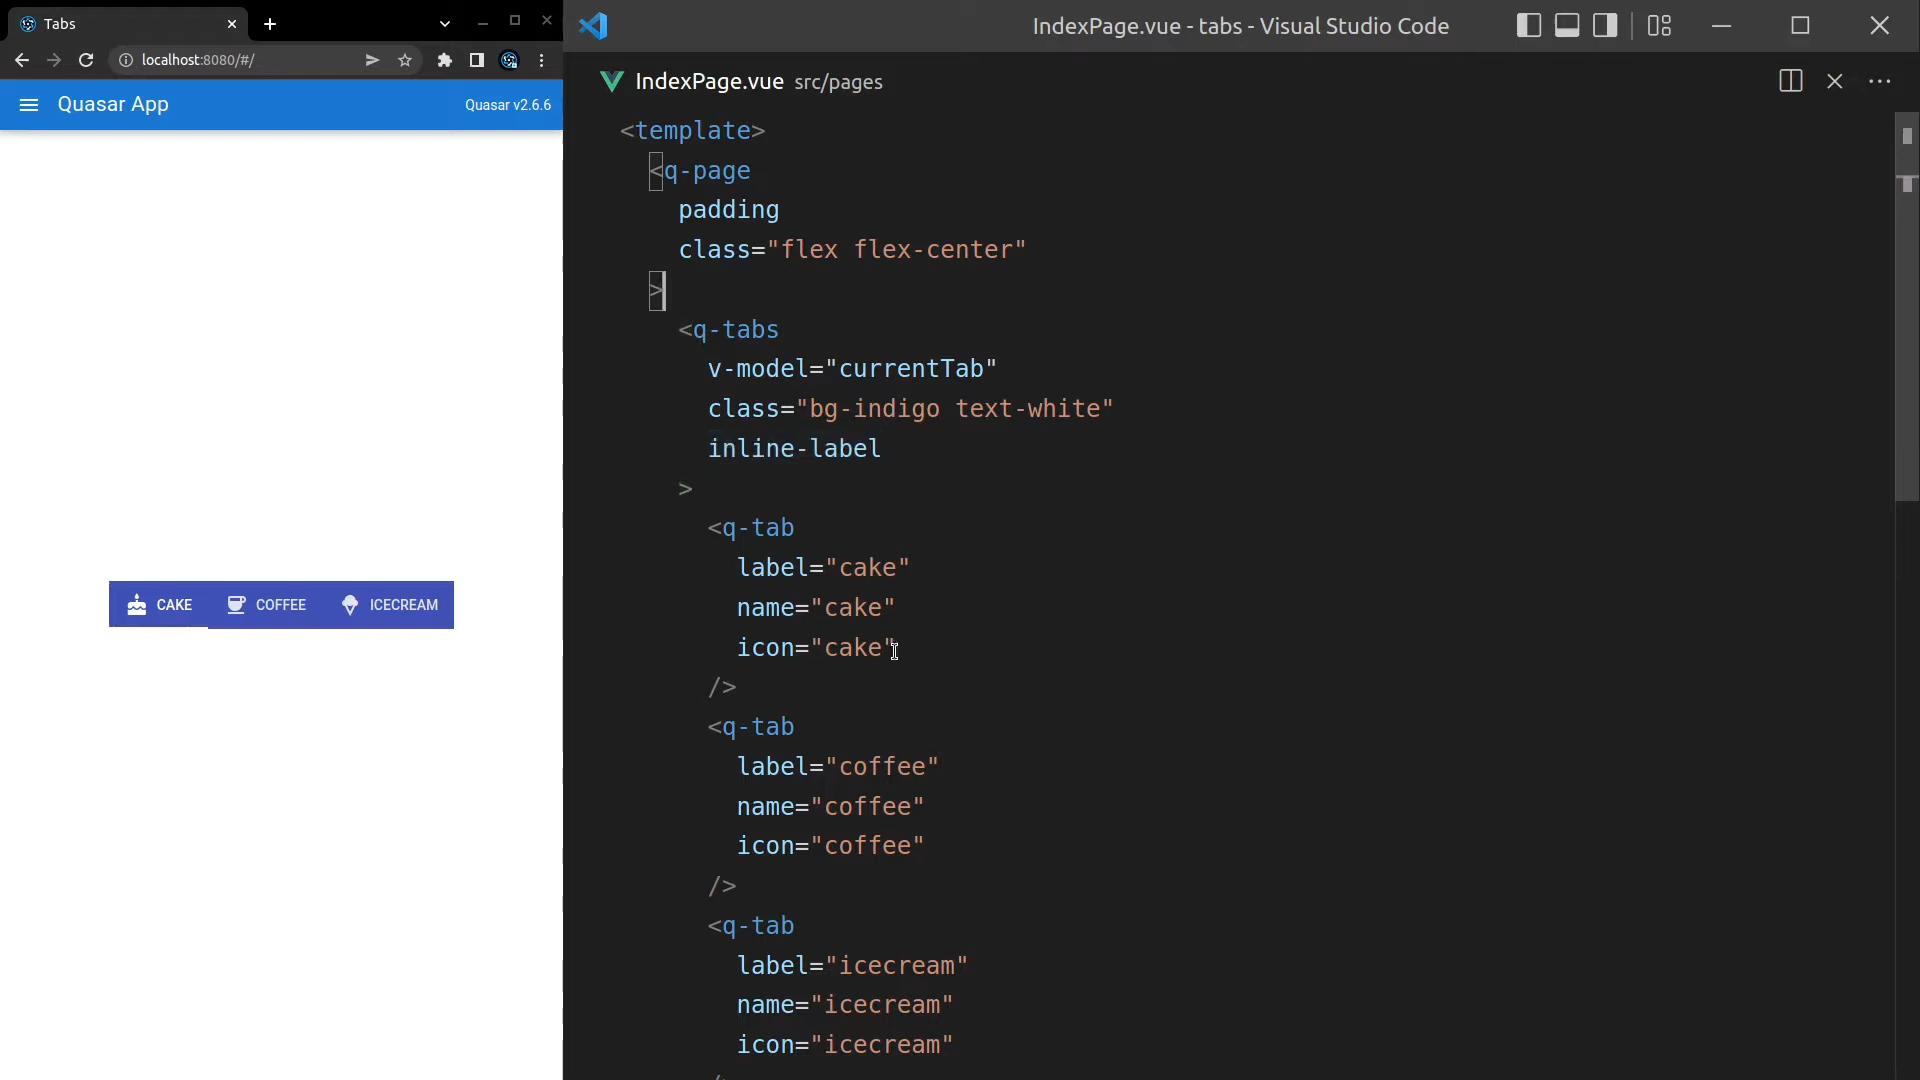 Tabs
localhost:8080/#/
Quasar App
Quasar v2.6.6
CAKE
COFFEE
ICECREAM
IndexPage.vue - tabs - Visual Studio Code
IndexPage.vue src/pages
<template>
<q-page
padding
class="flex flex-center"
>
<q-tabs
v-model="currentTab"
class="bg-indigo text-white"
inline-label
>
<q-tab
label="cake"
name="cake"
icon="cake"
/>
<q-tab
label="coffee"
name="coffee"
icon="coffee"
/>
<q-tab
label="icecream"
name="icecream"
icon="icecream"